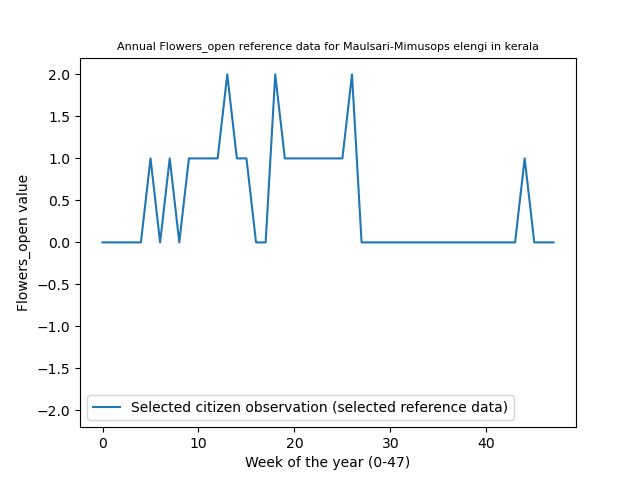 Annual Flowers_open reference data for Maulsari-Mimusops elengi in kerala
2.0
1.5
1.0
0.5
0.0
−0.5
−1.0
−1.5
−2.0
Flowers_open value
Selected citizen observation (selected reference data)
0 10 20 30 40
Week of the year (0-47)